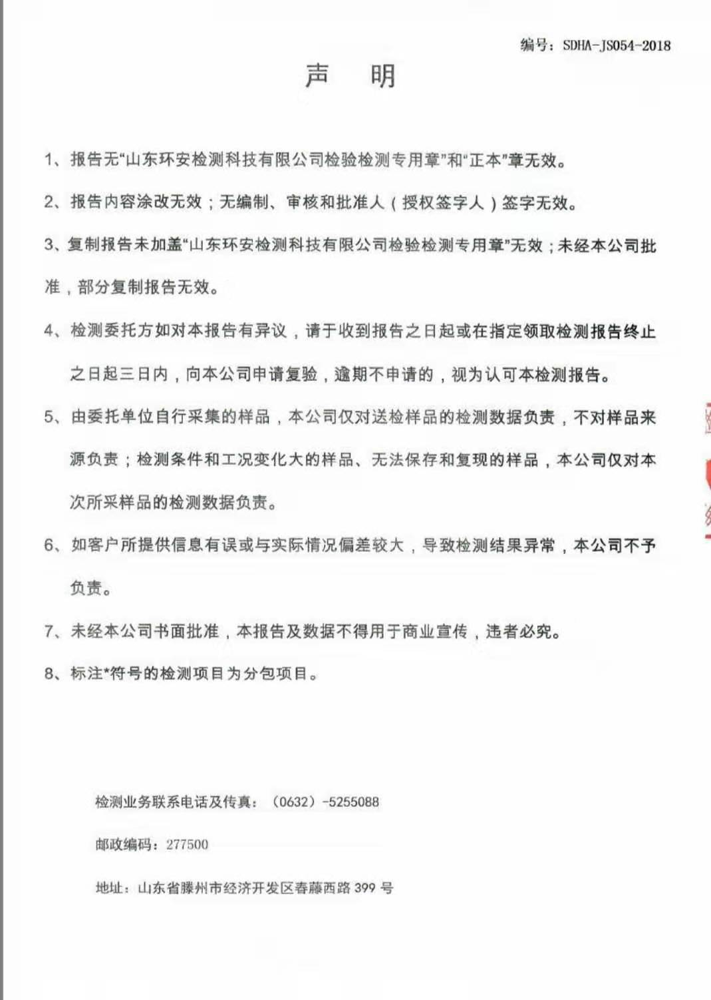 编号：SDHA-JS054-2018
声 明
1、报告无“山东环安检测科技有限公司检验检测专用章”和“正本”章无效。
2、报告内容涂改无效；无编制、审核和批准人（授权签字人）签字无效。
3、复制报告未加盖“山东环安检测科技有限公司检验检测专用章”无效；未经本公司批
准，部分复制报告无效。
4、检测委托方如对本报告有异议，请于收到报告之日起或在指定领取检测报告终止
之日起三日内，向本公司申请复验，逾期不申请的，视为认可本检测报告。
5、由委托单位自行采集的样品，本公司仅对送检样品的检测数据负责，不对样品来
源负责；检测条件和工况变化大的样品、无法保存和复现的样品，本公司仅对本
次所采样品的检测数据负责。
6、如客户所提供信息有误或与实际情况偏差较大，导致检测结果异常，本公司不予
负责。
7、未经本公司书面批准，本报告及数据不得用于商业宣传，违者必究。
8、标注*符号的检测项目为分包项目。
检测业务联系电话及传真：（0632）-5255088
邮政编码：277500
地址：山东省滕州市经济开发区春藤西路 399 号